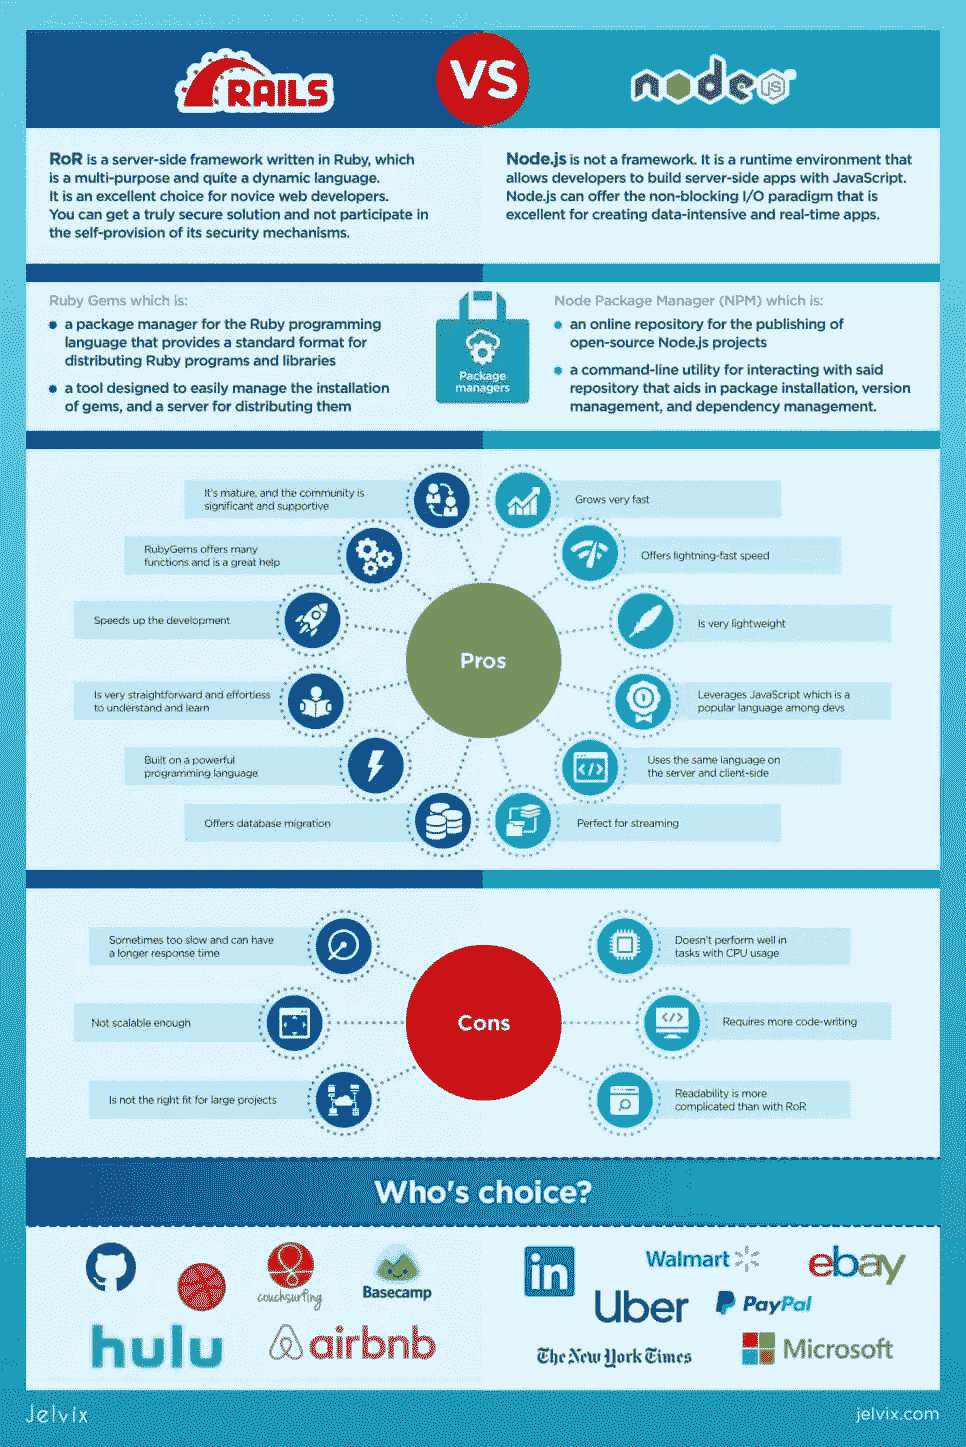 RAILS
VS
node
JS
RoR is a server-side framework written in Ruby, which
is a multi-purpose and quite a dynamic language.
It is an excellent choice for novice web developers.
You can get a truly secure solution and not participate in
the self-provision of its security mechanisms.
Node.js is not a framework. It is a runtime environment that
allows developers to build server-side apps with JavaScript.
Node.js can offer the non-blocking I/O paradigm that is
excellent for creating data-intensive and real-time apps.
Ruby Gems which is:
a package manager for the Ruby programming
language that provides a standard format for
distributing Ruby programs and libraries
a tool designed to easily manage the installation
of gems, and a server for distributing them
Package
managers
Node Package Manager (NPM) which is:
an online repository for the publishing of
open-source Node.js projects
a command-line utility for interacting with said
repository that aids in package installation, version
management, and dependency management.
It's mature, and the community is
significant and supportive
RubyGems offers many
functions and is a great help
Speeds up the development
Is very straightforward and effortless
to understand and learn
Built on a powerful
programming language
Offers database migration
Pros
Grows very fast
Offers lightning-fast speed
Is very lightweight
Leverages JavaScript which is a
popular language among devs
Uses the same language on
the server and client-side
Perfect for streaming
Sometimes too slow and can have
a longer response time
Not scalable enough
Is not the right fit for large projects
Cons
Doesn't perform well in
tasks with CPU usage
Requires more code-writing
Readability is more
complicated than with RoR
Who's choice?
couchsurfing
Basecamp
hulu
airbnb
in
Walmart
ebay
Uber
PayPal
The New York Times
Microsoft
Jelvix
jelvix.com